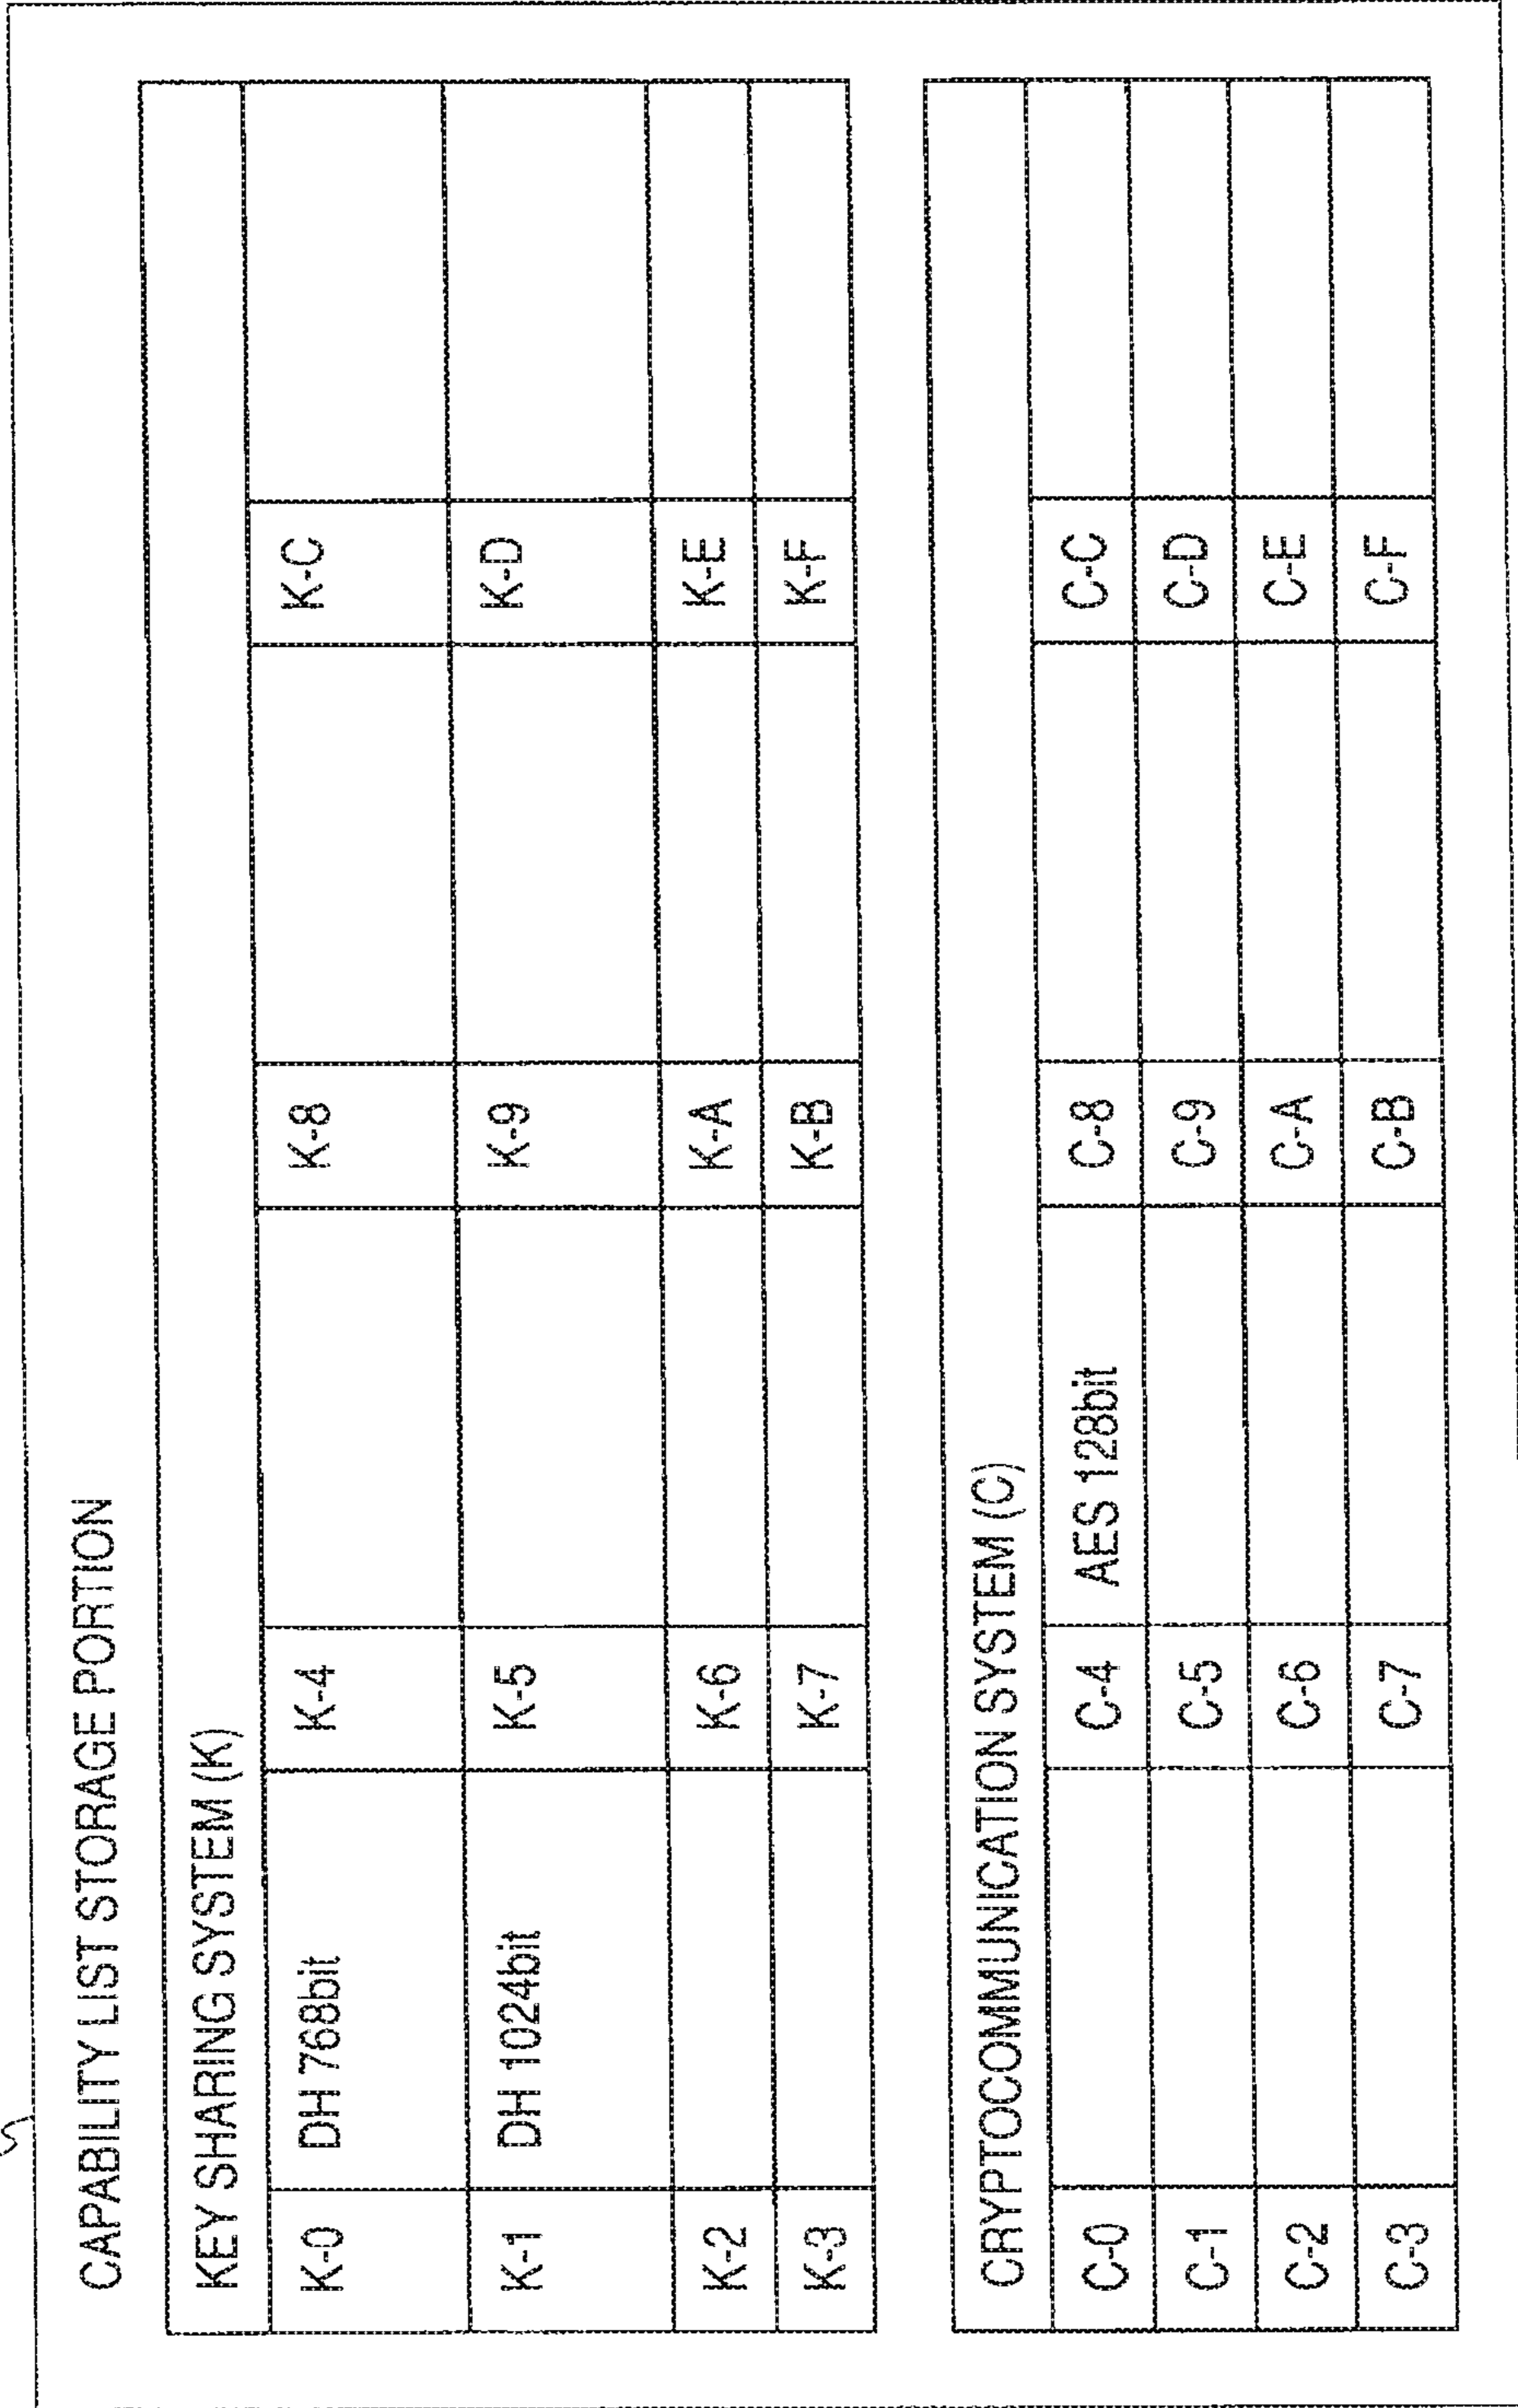 CAPABILITY LIST STORAGE PORTION
KEY SHARING SYSTEM (K)
K-0 DH 768bit K-4 K-8 K-C
K-1 DH 1024bit K-5 K-9 K-D
K-2 K-6 K-A K-E
K-3 K-7 K-B K-F
CRYPTOCOMMUNICATION SYSTEM (C)
C-0 C-4 AES 128bit C-8 C-C
C-1 C-5 C-9 C-D
C-2 C-6 C-A C-E
C-3 C-7 C-B C-F